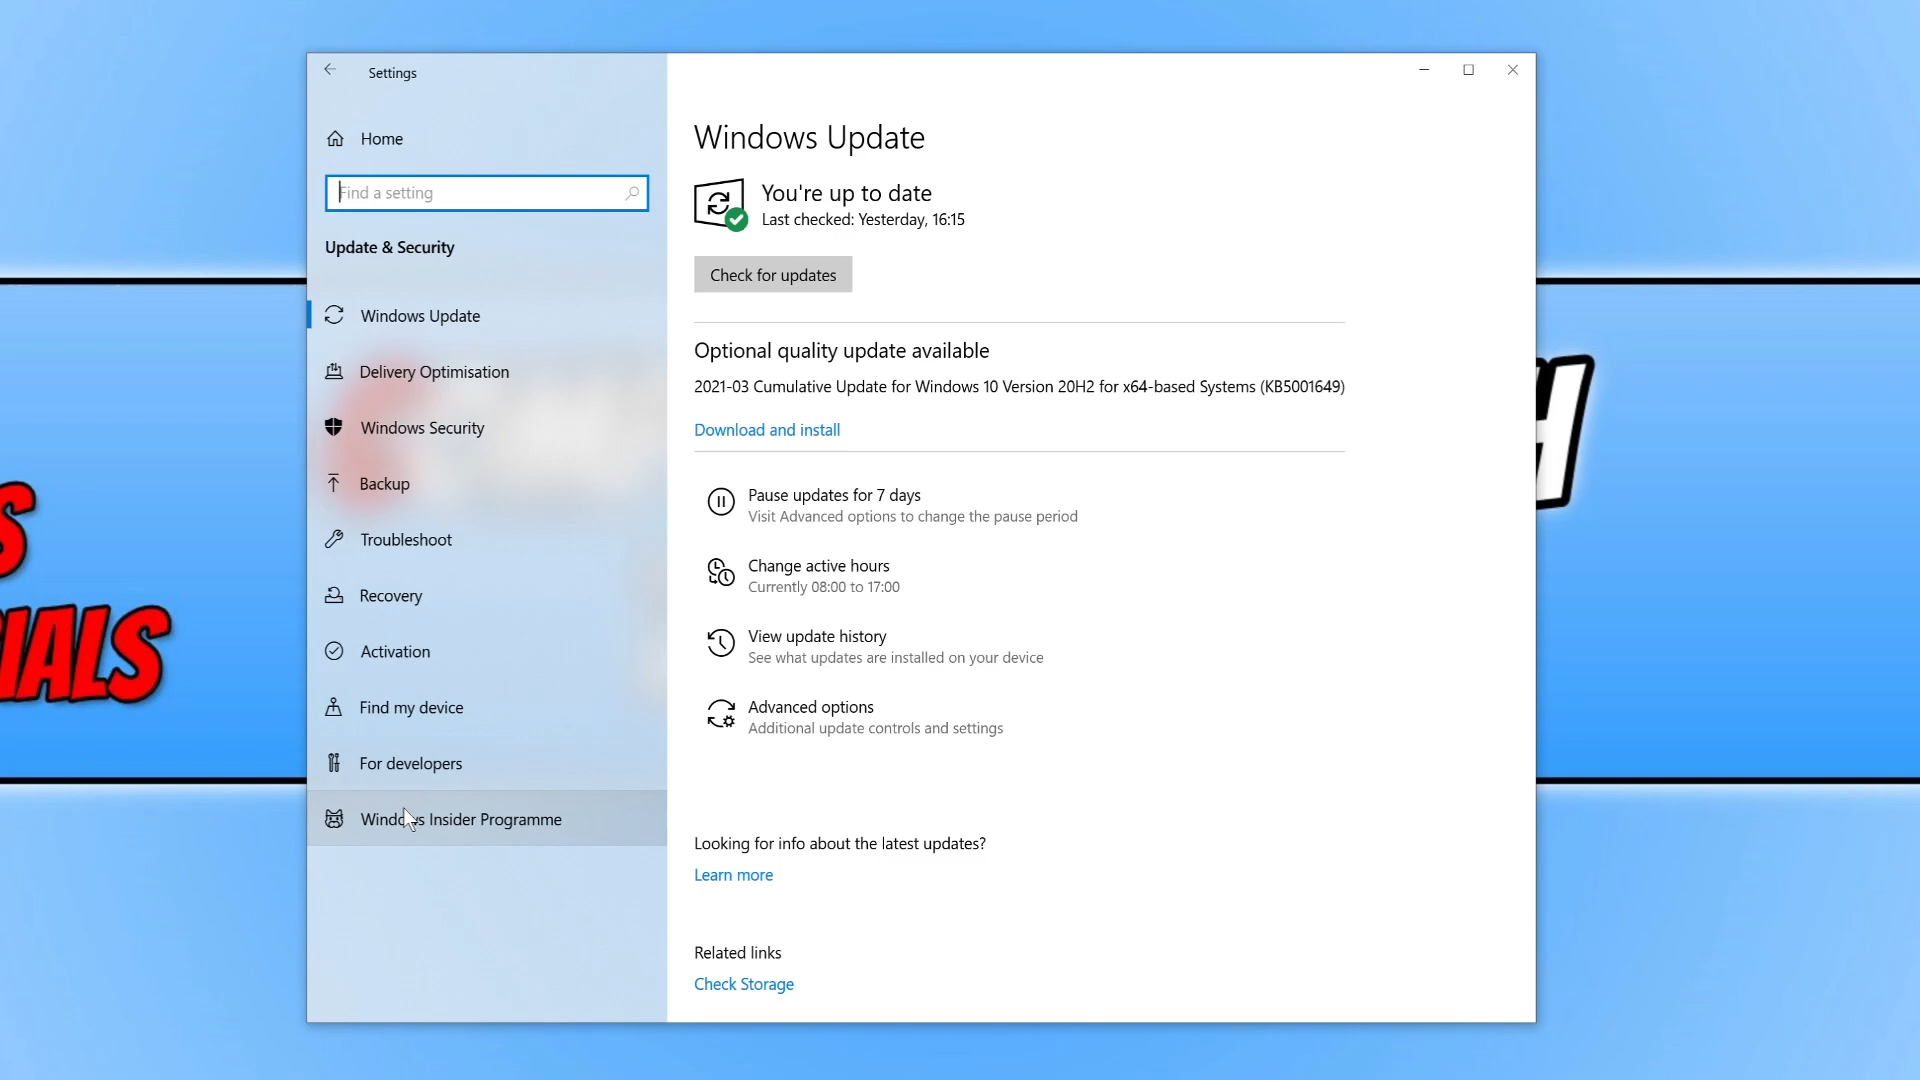 Settings
Home
Find a setting
Update & Security
Windows Update
Delivery Optimisation
Windows Security
Backup
Troubleshoot
Recovery
Activation
Find my device
For developers
Windows Insider Programme
Windows Update
You're up to date
Last checked: Yesterday, 16:15
Check for updates
Optional quality update available
2021-03 Cumulative Update for Windows 10 Version 20H2 for x64-based Systems (KB5001649)
Download and install
Pause updates for 7 days
Visit Advanced options to change the pause period
Change active hours
Currently 08:00 to 17:00
View update history
See what updates are installed on your device
Advanced options
Additional update controls and settings
Looking for info about the latest updates?
Learn more
Related links
Check Storage
S
IALS
H